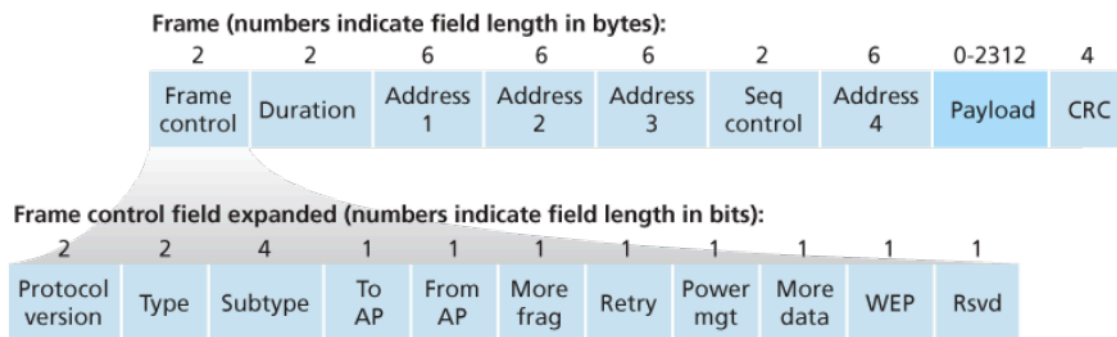 Frame (numbers indicate field length in bytes):
2 2 6 6 6 2 6 0-2312 4
Frame control Duration Address 1 Address 2 Address 3 Seq control Address 4 Payload CRC
Frame control field expanded (numbers indicate field length in bits):
2 2 4 1 1 1 1 1 1 1 1
Protocol version Type Subtype To AP From AP More frag Retry Power mgt More data WEP Rsvd